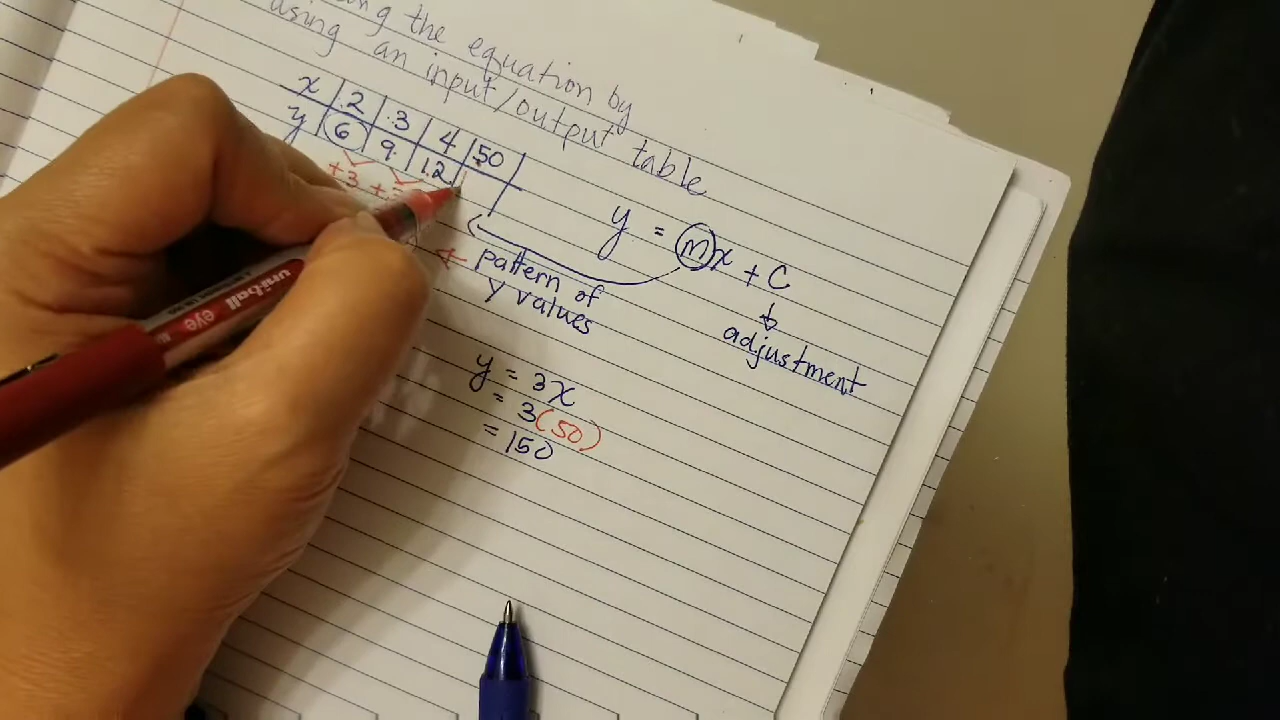 the equation by
using an input/output table
x 2 3 4 50
y 6 9 12
+3 +3
y = mx + C
pattern of
y values
adjustment
y = 3x
= 3(50)
= 150
uni-ball eye